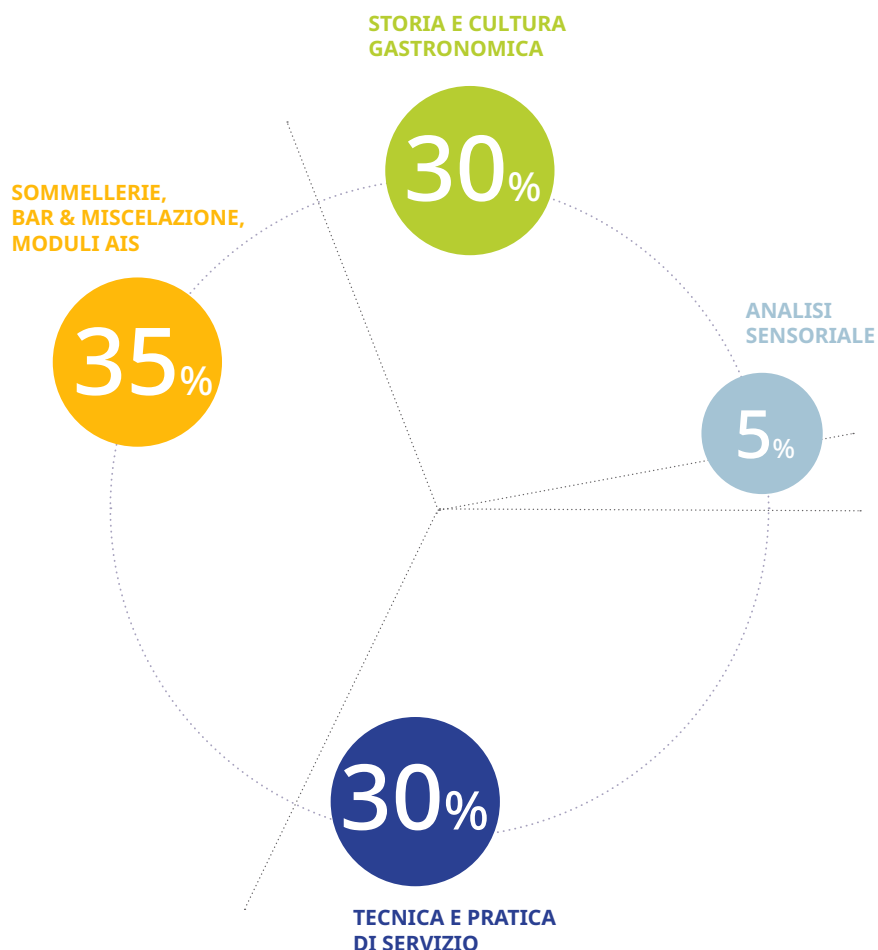 STORIA E CULTURA
GASTRONOMICA
30%
SOMMELLERIE,
BAR & MISCELAZIONE,
MODULI AIS
35%
ANALISI
SENSORIALE
5%
30%
TECNICA E PRATICA
DI SERVIZIO